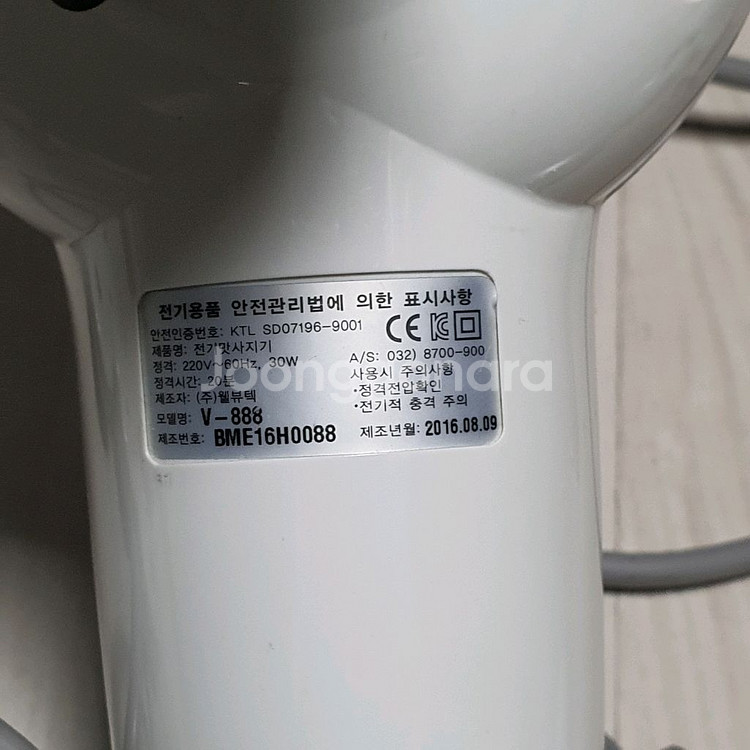 전기용품 안전관리법에 의한 표시사항
안전인증번호: KTL SD07196-9001
제품명: 전기맛사지기
정격: 220V~60Hz, 30W
정격시간: 20분
제조자: (주)웰뷰텍
모델명: V-888
제조번호: BME16H0088
CE
A/S: 032) 8700-900
사용시 주의사항
·정격전압확인
·전기적 충격 주의
제조년월: 2016.08.09
Joonggonara